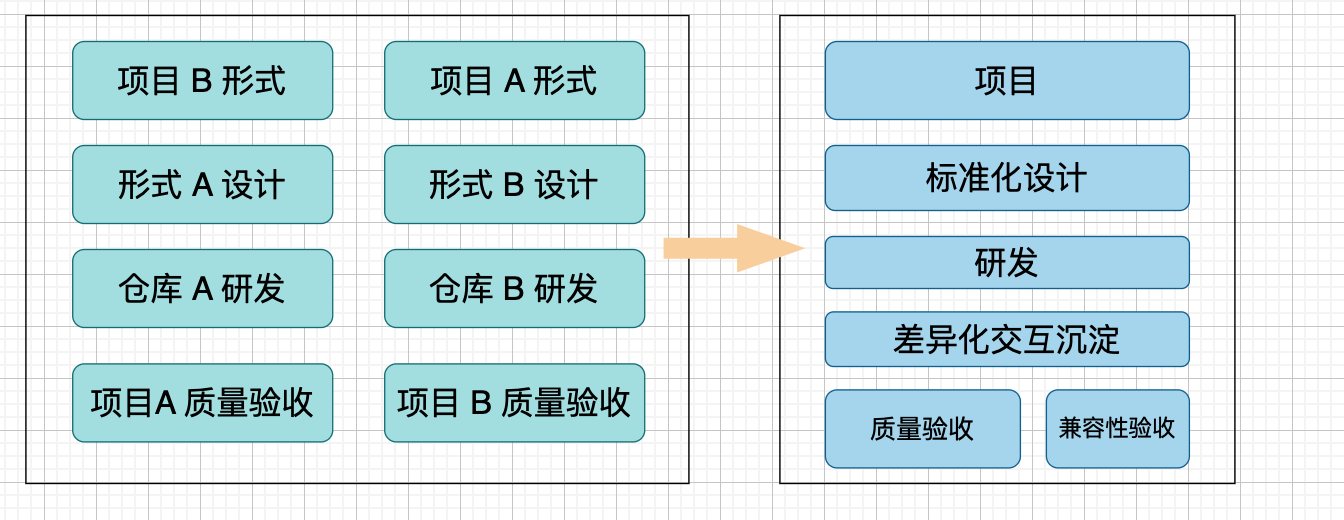 项目 B 形式
项目 A 形式
形式 A 设计
形式 B 设计
仓库 A 研发
仓库 B 研发
项目A 质量验收
项目 B 质量验收
项目
标准化设计
研发
差异化交互沉淀
质量验收
兼容性验收